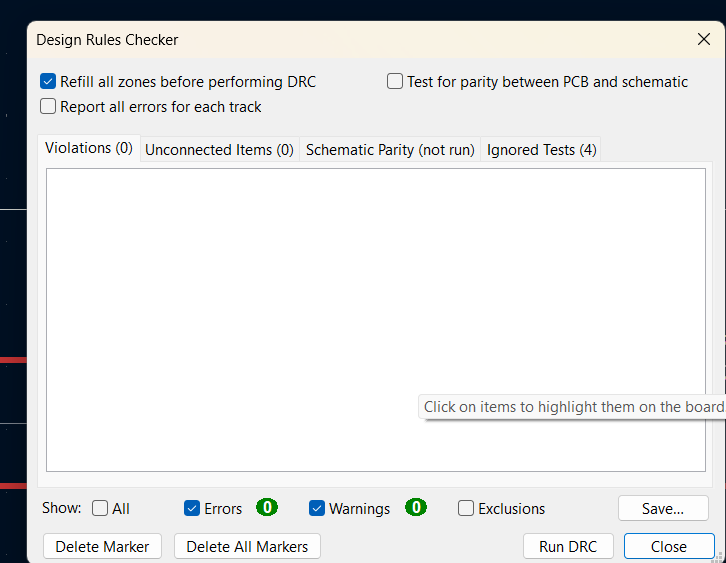 Design Rules Checker
Refill all zones before performing DRC
Test for parity between PCB and schematic
Report all errors for each track
Violations (0)
Unconnected Items (0)
Schematic Parity (not run)
Ignored Tests (4)
Click on items to highlight them on the board
Show:
All
Errors
0
Warnings
0
Exclusions
Save...
Delete Marker
Delete All Markers
Run DRC
Close